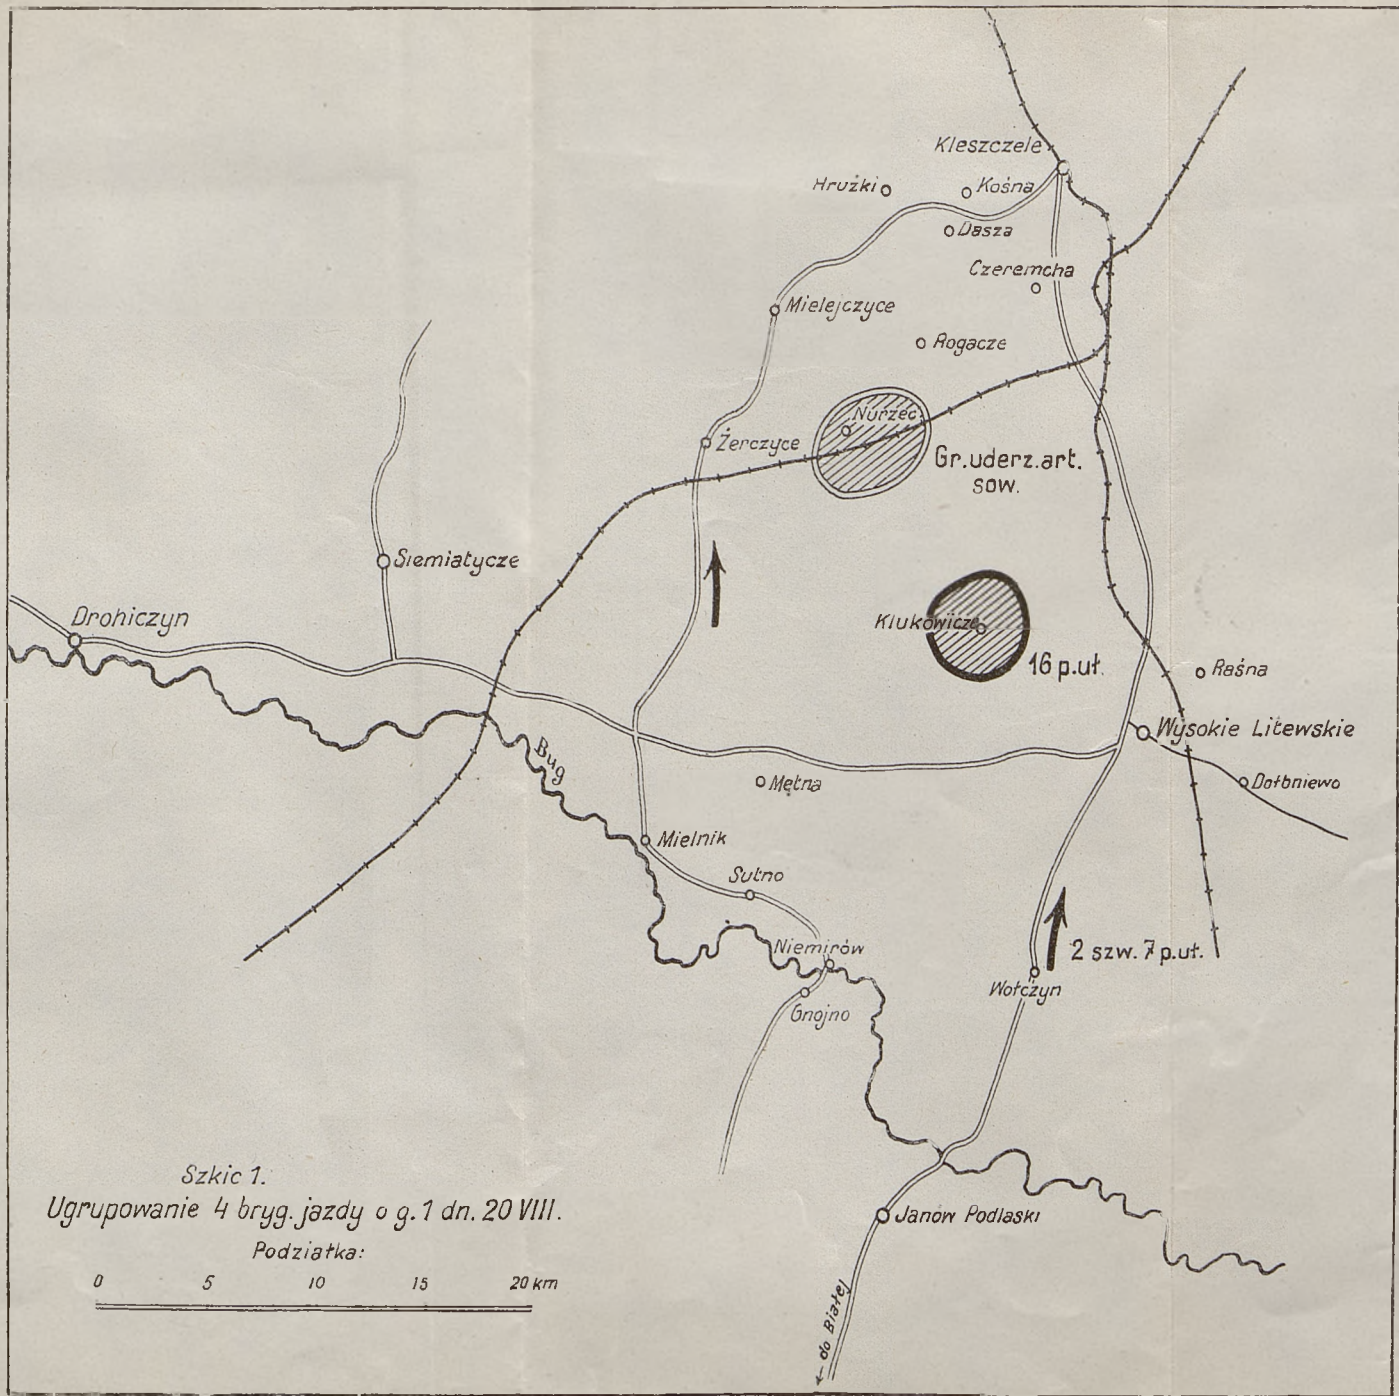 Kleszczele
Hruźki
Kośna
Dasza
Czeremcha
Mielejczyce
Rogacze
Nurzec
Żerczyce
Gr. uderz. art.
sow.
Siemiatycze
Drohiczyn
Klukowicze
16 p.uł.
Raśna
Wysokie Litewskie
Bug
Mętna
Dołbniewo
Mielnik
Sutno
Niemirów
2 szw. 7 p.uł.
Wołczyn
Gnojno
Szkic 1.
Ugrupowanie 4 bryg. jazdy o g. 1 dn. 20 VIII.
Janów Podlaski
Podziałka:
0 5 10 15 20 km
← do Białej